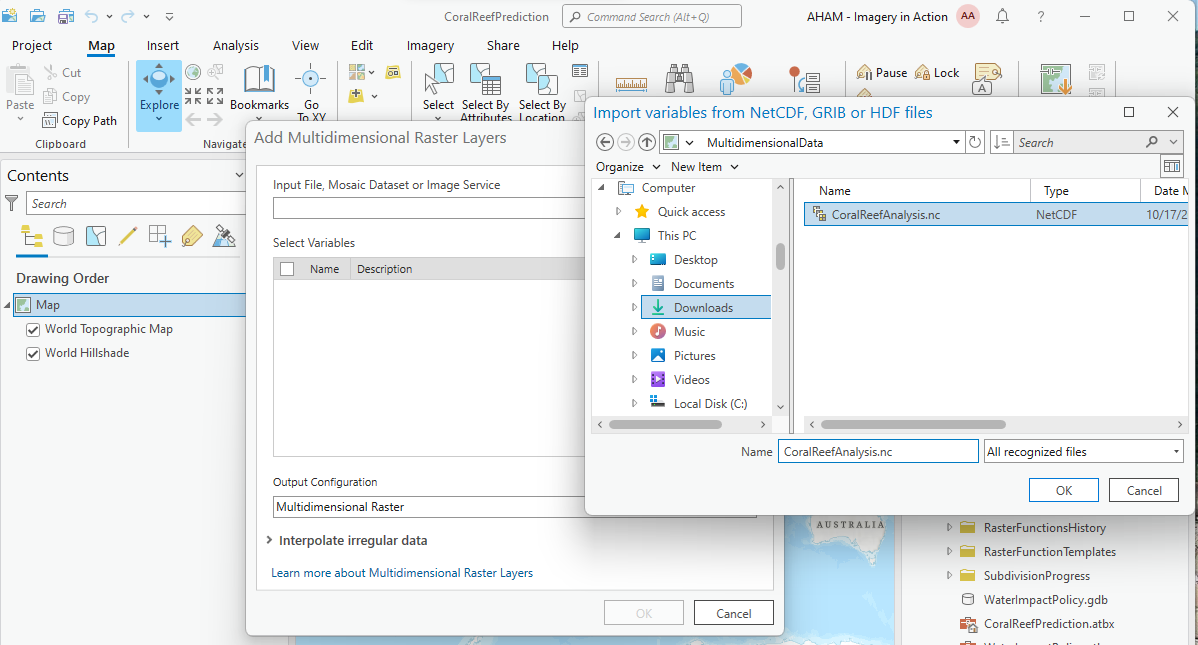 CoralReefPrediction
Command Search (Alt+Q)
AHAM - Imagery in Action
AA
?
Project
Map
Insert
Analysis
View
Edit
Imagery
Share
Help
Paste
Cut
Copy
Copy Path
Clipboard
Explore
Bookmarks
Go
To XY
Navigate
Select
Select By
Attributes
Select By
Location
Pause
Lock
A
Contents
Search
Drawing Order
Map
World Topographic Map
World Hillshade
Add Multidimensional Raster Layers
Input File, Mosaic Dataset or Image Service
Select Variables
Name
Description
Output Configuration
Multidimensional Raster
Interpolate irregular data
Learn more about Multidimensional Raster Layers
OK
Cancel
Import variables from NetCDF, GRIB or HDF files
MultidimensionalData
Search
Organize
New Item
Computer
Quick access
This PC
Desktop
Documents
Downloads
Music
Pictures
Videos
Local Disk (C:)
Name
Type
Date M
CoralReefAnalysis.nc
NetCDF
10/17/2
Name
CoralReefAnalysis.nc
All recognized files
OK
Cancel
AUSTRALIA
RasterFunctionsHistory
RasterFunctionTemplates
SubdivisionProgress
WaterImpactPolicy.gdb
CoralReefPrediction.atbx